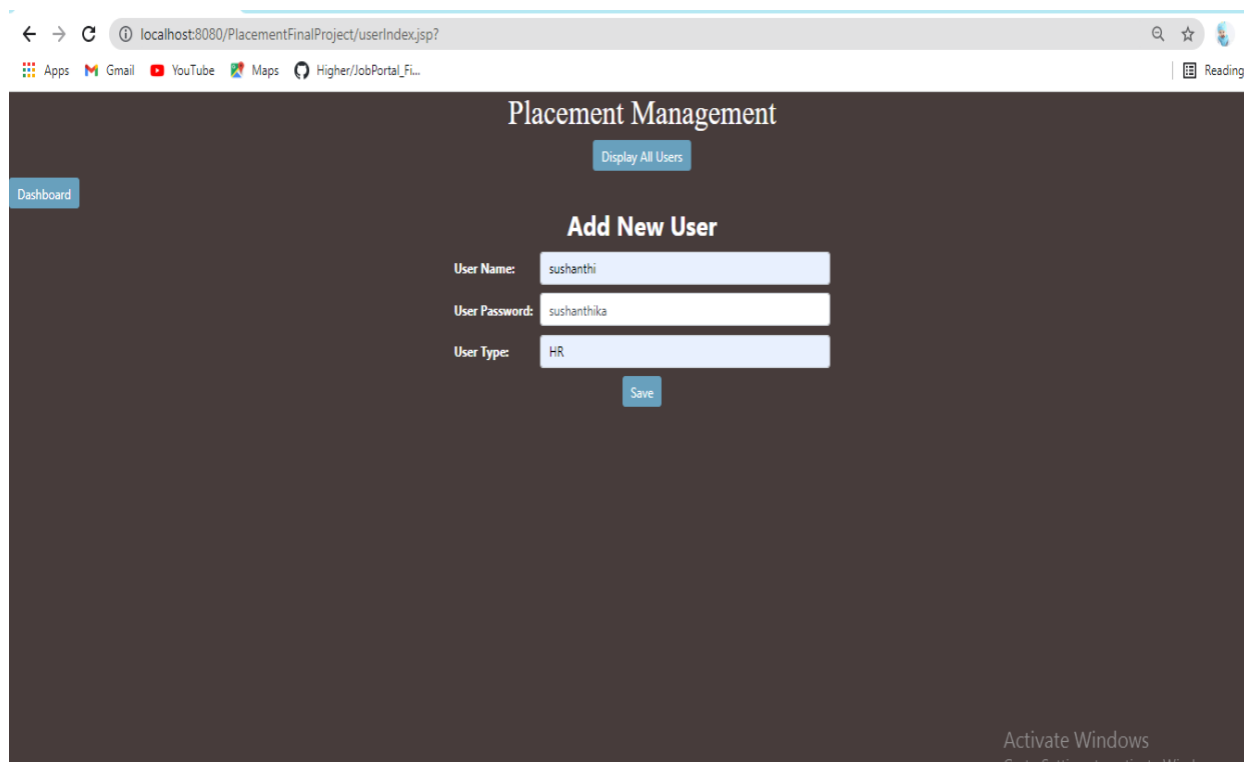 localhost:8080/PlacementFinalProject/userIndex.jsp?
Apps Gmail YouTube Maps Higher/JobPortal_Fi... Reading
Placement Management
Display All Users
Dashboard
Add New User
User Name: sushanthi
User Password: sushanthika
User Type: HR
Save
Activate Windows